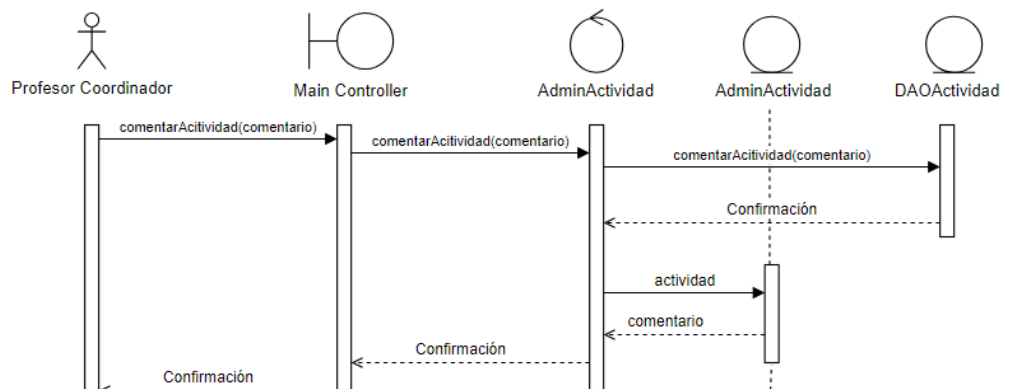 Profesor Coordinador
Main Controller
AdminActividad
AdminActividad
DAOActividad
comentarAcitividad(comentario)
comentarAcitividad(comentario)
comentarAcitividad(comentario)
Confirmación
actividad
comentario
Confirmación
Confirmación